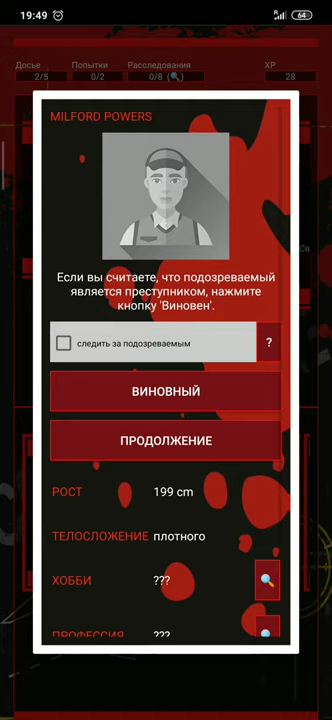 19:49
R
64
Досье Попытки Расследования XP
2/5 0/2 0/8 (🔍) 28
MILFORD POWERS
Если вы считаете, что подозреваемый
является преступником, нажмите
кнопку 'Виновен'.
следить за подозреваемым ?
ВИНОВНЫЙ
ПРОДОЛЖЕНИЕ
РОСТ 199 cm
ТЕЛОСЛОЖЕНИЕ плотного
ХОББИ ???
ПРОФЕССИЯ ???